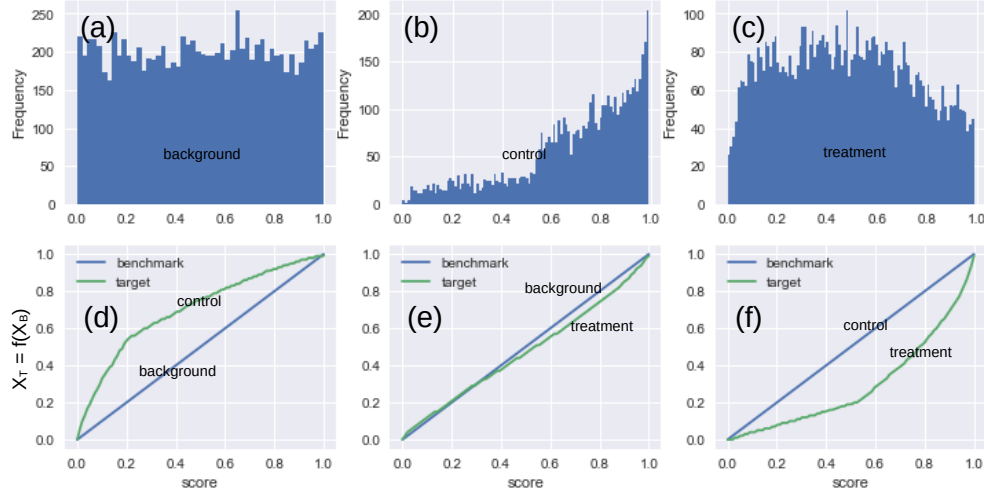 (a)
Frequency
250
200
150
100
50
0
background
0.0 0.2 0.4 0.6 0.8 1.0
(b)
Frequency
200
150
100
50
0
control
0.0 0.2 0.4 0.6 0.8 1.0
(c)
Frequency
100
80
60
40
20
0
treatment
0.0 0.2 0.4 0.6 0.8 1.0
(d)
X_T = f(X_B)
1.0
0.8
0.6
0.4
0.2
0.0
benchmark
target
control
background
0.0 0.2 0.4 0.6 0.8 1.0
score
(e)
1.0
0.8
0.6
0.4
0.2
0.0
benchmark
target
background
treatment
0.0 0.2 0.4 0.6 0.8 1.0
score
(f)
1.0
0.8
0.6
0.4
0.2
0.0
benchmark
target
control
treatment
0.0 0.2 0.4 0.6 0.8 1.0
score